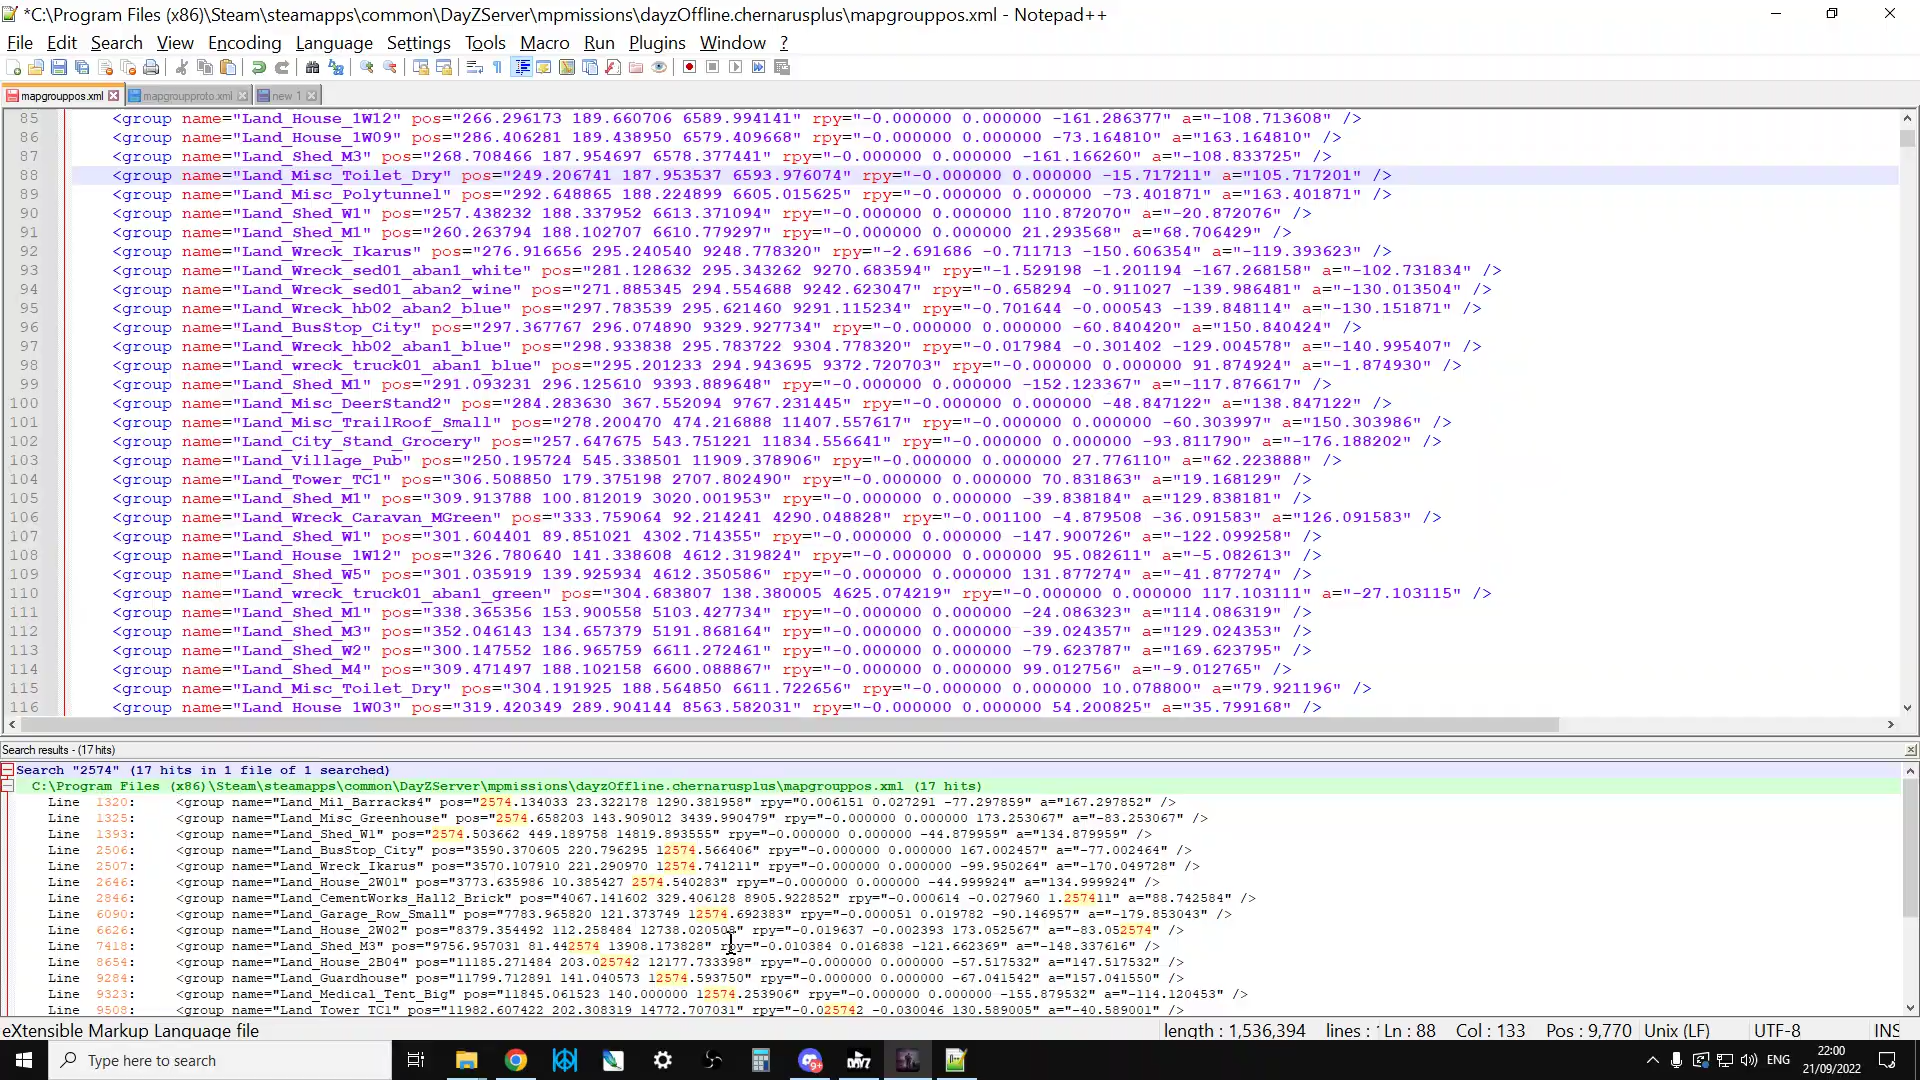 *C:\Program Files (x86)\Steam\steamapps\common\DayZServer\mpmissions\dayzOffline.chernarusplus\mapgrouppos.xml - Notepad++
File Edit Search View Encoding Language Settings Tools Macro Run Plugins Window ?
mapgrouppos.xml mapgroupproto.xml new 1
85 <group name="Land_House_1W12" pos="266.296173 189.660706 6589.994141" rpy="-0.000000 0.000000 -161.286377" a="-108.713608" />
86 <group name="Land_House_1W09" pos="286.406281 189.438950 6579.409668" rpy="-0.000000 0.000000 -73.164810" a="163.164810" />
87 <group name="Land_Shed_M3" pos="268.708466 187.954697 6578.377441" rpy="-0.000000 0.000000 -161.166260" a="-108.833725" />
88 <group name="Land_Misc_Toilet_Dry" pos="249.206741 187.953537 6593.976074" rpy="-0.000000 0.000000 -15.717211" a="105.717201" />
89 <group name="Land_Misc_Polytunnel" pos="292.648865 188.224899 6605.015625" rpy="-0.000000 0.000000 -73.401871" a="163.401871" />
90 <group name="Land_Shed_W1" pos="257.438232 188.337952 6613.371094" rpy="-0.000000 0.000000 110.872070" a="-20.872076" />
91 <group name="Land_Shed_M1" pos="260.263794 188.102707 6610.779297" rpy="-0.000000 0.000000 21.293568" a="68.706429" />
92 <group name="Land_Wreck_Ikarus" pos="276.916656 295.240540 9248.778320" rpy="-2.691686 -0.711713 -150.606354" a="-119.393623" />
93 <group name="Land_Wreck_sed01_aban1_white" pos="281.128632 295.343262 9270.683594" rpy="-1.529198 -1.201194 -167.268158" a="-102.731834" />
94 <group name="Land_Wreck_sed01_aban2_wine" pos="271.885345 294.554688 9242.623047" rpy="-0.658294 -0.911027 -139.986481" a="-130.013504" />
95 <group name="Land_Wreck_hb02_aban2_blue" pos="297.783539 295.621460 9291.115234" rpy="-0.701644 -0.000543 -139.848114" a="-130.151871" />
96 <group name="Land_BusStop_City" pos="297.367767 296.074890 9329.927734" rpy="-0.000000 0.000000 -60.840420" a="150.840424" />
97 <group name="Land_Wreck_hb02_aban1_blue" pos="298.933838 295.783722 9304.778320" rpy="-0.017984 -0.301402 -129.004578" a="-140.995407" />
98 <group name="Land_wreck_truck01_aban1_blue" pos="295.201233 294.943695 9372.720703" rpy="-0.000000 0.000000 91.874924" a="-1.874930" />
99 <group name="Land_Shed_M1" pos="291.093231 296.125610 9393.889648" rpy="-0.000000 0.000000 -152.123367" a="-117.876617" />
100 <group name="Land_Misc_DeerStand2" pos="284.283630 367.552094 9767.231445" rpy="-0.000000 0.000000 -48.847122" a="138.847122" />
101 <group name="Land_Misc_TrailRoof_Small" pos="278.200470 474.216888 11407.557617" rpy="-0.000000 0.000000 -60.303997" a="150.303986" />
102 <group name="Land_City_Stand_Grocery" pos="257.647675 543.751221 11834.556641" rpy="-0.000000 0.000000 -93.811790" a="-176.188202" />
103 <group name="Land_Village_Pub" pos="250.195724 545.338501 11909.378906" rpy="-0.000000 0.000000 27.776110" a="62.223888" />
104 <group name="Land_Tower_TC1" pos="306.508850 179.375198 2707.802490" rpy="-0.000000 0.000000 70.831863" a="19.168129" />
105 <group name="Land_Shed_M1" pos="309.913788 100.812019 3020.001953" rpy="-0.000000 0.000000 -39.838184" a="129.838181" />
106 <group name="Land_Wreck_Caravan_MGreen" pos="333.759064 92.214241 4290.048828" rpy="-0.001100 -4.879508 -36.091583" a="126.091583" />
107 <group name="Land_Shed_W1" pos="301.604401 89.851021 4302.714355" rpy="-0.000000 0.000000 -147.900726" a="-122.099258" />
108 <group name="Land_House_1W12" pos="326.780640 141.338608 4612.319824" rpy="-0.000000 0.000000 95.082611" a="-5.082613" />
109 <group name="Land_Shed_W5" pos="301.035919 139.925934 4612.350586" rpy="-0.000000 0.000000 131.877274" a="-41.877274" />
110 <group name="Land_wreck_truck01_aban1_green" pos="304.683807 138.380005 4625.074219" rpy="-0.000000 0.000000 117.103111" a="-27.103115" />
111 <group name="Land_Shed_M1" pos="338.365356 153.900558 5103.427734" rpy="-0.000000 0.000000 -24.086323" a="114.086319" />
112 <group name="Land_Shed_M3" pos="352.046143 134.657379 5191.868164" rpy="-0.000000 0.000000 -39.024357" a="129.024353" />
113 <group name="Land_Shed_W2" pos="300.147552 186.965759 6611.272461" rpy="-0.000000 0.000000 -79.623787" a="169.623795" />
114 <group name="Land_Shed_M4" pos="309.471497 188.102158 6600.088867" rpy="-0.000000 0.000000 99.012756" a="-9.012765" />
115 <group name="Land_Misc_Toilet_Dry" pos="304.191925 188.564850 6611.722656" rpy="-0.000000 0.000000 10.078800" a="79.921196" />
116 <group name="Land_House_1W03" pos="319.420349 289.904144 8563.582031" rpy="-0.000000 0.000000 54.200825" a="35.799168" />
Search results - (17 hits)
Search "2574" (17 hits in 1 file of 1 searched)
C:\Program Files (x86)\Steam\steamapps\common\DayZServer\mpmissions\dayzOffline.chernarusplus\mapgrouppos.xml (17 hits)
Line 1320: <group name="Land_Mil_Barracks4" pos="2574.134033 23.322178 1290.381958" rpy="0.006151 0.027291 -77.297859" a="167.297852" />
Line 1325: <group name="Land_Misc_Greenhouse" pos="2574.658203 143.909012 3439.990479" rpy="-0.000000 0.000000 173.253067" a="-83.253067" />
Line 1393: <group name="Land_Shed_W1" pos="2574.503662 449.189758 14819.893555" rpy="-0.000000 0.000000 -44.879959" a="134.879959" />
Line 2506: <group name="Land_BusStop_City" pos="3590.370605 220.796295 12574.566406" rpy="-0.000000 0.000000 167.002457" a="-77.002464" />
Line 2507: <group name="Land_Wreck_Ikarus" pos="3570.107910 221.290970 12574.741211" rpy="-0.000000 0.000000 -99.950264" a="-170.049728" />
Line 2646: <group name="Land_House_2W01" pos="3773.635986 10.385427 2574.540283" rpy="-0.000000 0.000000 -44.999924" a="134.999924" />
Line 2846: <group name="Land_CementWorks_Hall2_Brick" pos="4067.141602 329.406128 8905.922852" rpy="-0.000614 -0.027960 1.257411" a="88.742584" />
Line 6090: <group name="Land_Garage_Row_Small" pos="7783.965820 121.373749 12574.692383" rpy="-0.000051 0.019782 -90.146957" a="-179.853043" />
Line 6626: <group name="Land_House_2W02" pos="8379.354492 112.258484 12738.020508" rpy="-0.019637 -0.002393 173.052567" a="-83.052574" />
Line 7418: <group name="Land_Shed_M3" pos="9756.957031 81.442574 13908.173828" rpy="-0.010384 0.016838 -121.662369" a="-148.337616" />
Line 8654: <group name="Land_House_2B04" pos="11185.271484 203.025742 12177.733398" rpy="-0.000000 0.000000 -57.517532" a="147.517532" />
Line 9284: <group name="Land_Guardhouse" pos="11799.712891 141.040573 12574.593750" rpy="-0.000000 0.000000 -67.041542" a="157.041550" />
Line 9323: <group name="Land_Medical_Tent_Big" pos="11845.061523 140.000000 12574.253906" rpy="-0.000000 0.000000 -155.879532" a="-114.120453" />
Line 9508: <group name="Land_Tower_TC1" pos="11982.607422 202.308319 14772.707031" rpy="-0.025742 -0.030046 130.589005" a="-40.589001" />
eXtensible Markup Language file length : 1,536,394 lines : Ln : 88 Col : 133 Pos : 9,770 Unix (LF) UTF-8 INS
Type here to search ENG 22:00
21/09/2022